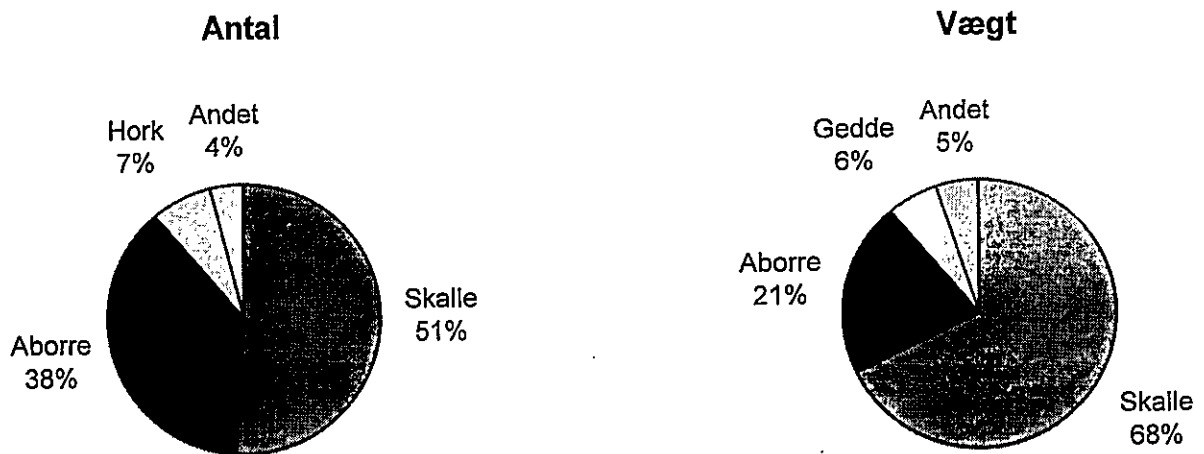 Antal
Hork
7%
Andet
4%
Aborre
38%
Skalle
51%
Vægt
Gedde
6%
Andet
5%
Aborre
21%
Skalle
68%